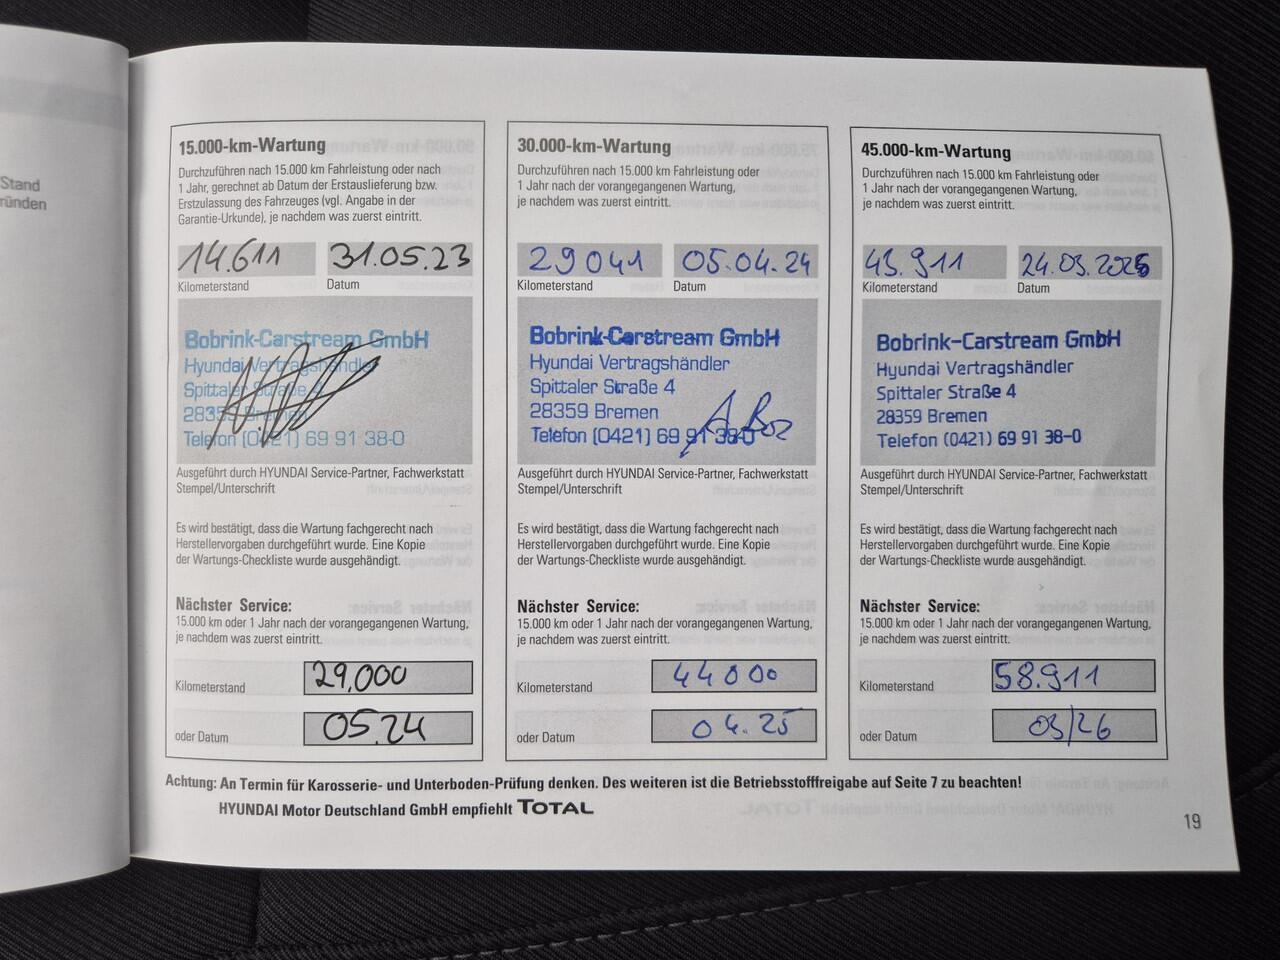 Stand
ründen
15.000-km-Wartung
Durchzuführen nach 15.000 km Fahrleistung oder nach
1 Jahr, gerechnet ab Datum der Erstauslieferung bzw.
Erstzulassung des Fahrzeuges (vgl. Angabe in der
Garantie-Urkunde), je nachdem was zuerst eintritt.
14.611 31.05.23
Kilometerstand Datum
Bobrink-Carstream GmbH
Hyundai Vertragshändler
Spittaler Straße 4
28359 Bremen
Telefon (0421) 69 91 38-0
Ausgeführt durch HYUNDAI Service-Partner, Fachwerkstatt
Stempel/Unterschrift
Es wird bestätigt, dass die Wartung fachgerecht nach
Herstellervorgaben durchgeführt wurde. Eine Kopie
der Wartungs-Checkliste wurde ausgehändigt.
Nächster Service:
15.000 km oder 1 Jahr nach der vorangegangenen Wartung,
je nachdem was zuerst eintritt.
Kilometerstand 29,000
oder Datum 05.24
30.000-km-Wartung
Durchzuführen nach 15.000 km Fahrleistung oder
1 Jahr nach der vorangegangenen Wartung,
je nachdem was zuerst eintritt.
29041 05.04.24
Kilometerstand Datum
Bobrink-Carstream GmbH
Hyundai Vertragshändler
Spittaler Straße 4
28359 Bremen
Telefon (0421) 69 91 38-0
Ausgeführt durch HYUNDAI Service-Partner, Fachwerkstatt
Stempel/Unterschrift
Es wird bestätigt, dass die Wartung fachgerecht nach
Herstellervorgaben durchgeführt wurde. Eine Kopie
der Wartungs-Checkliste wurde ausgehändigt.
Nächster Service:
15.000 km oder 1 Jahr nach der vorangegangenen Wartung,
je nachdem was zuerst eintritt.
Kilometerstand 44000
oder Datum 04.25
45.000-km-Wartung
Durchzuführen nach 15.000 km Fahrleistung oder
1 Jahr nach der vorangegangenen Wartung,
je nachdem was zuerst eintritt.
43.911 24.03.2025
Kilometerstand Datum
Bobrink-Carstream GmbH
Hyundai Vertragshändler
Spittaler Straße 4
28359 Bremen
Telefon (0421) 69 91 38-0
Ausgeführt durch HYUNDAI Service-Partner, Fachwerkstatt
Stempel/Unterschrift
Es wird bestätigt, dass die Wartung fachgerecht nach
Herstellervorgaben durchgeführt wurde. Eine Kopie
der Wartungs-Checkliste wurde ausgehändigt.
Nächster Service:
15.000 km oder 1 Jahr nach der vorangegangenen Wartung,
je nachdem was zuerst eintritt.
Kilometerstand 58.911
oder Datum 03/26
Achtung: An Termin für Karosserie- und Unterboden-Prüfung denken. Des weiteren ist die Betriebsstofffreigabe auf Seite 7 zu beachten!
HYUNDAI Motor Deutschland GmbH empfiehlt TOTAL
19